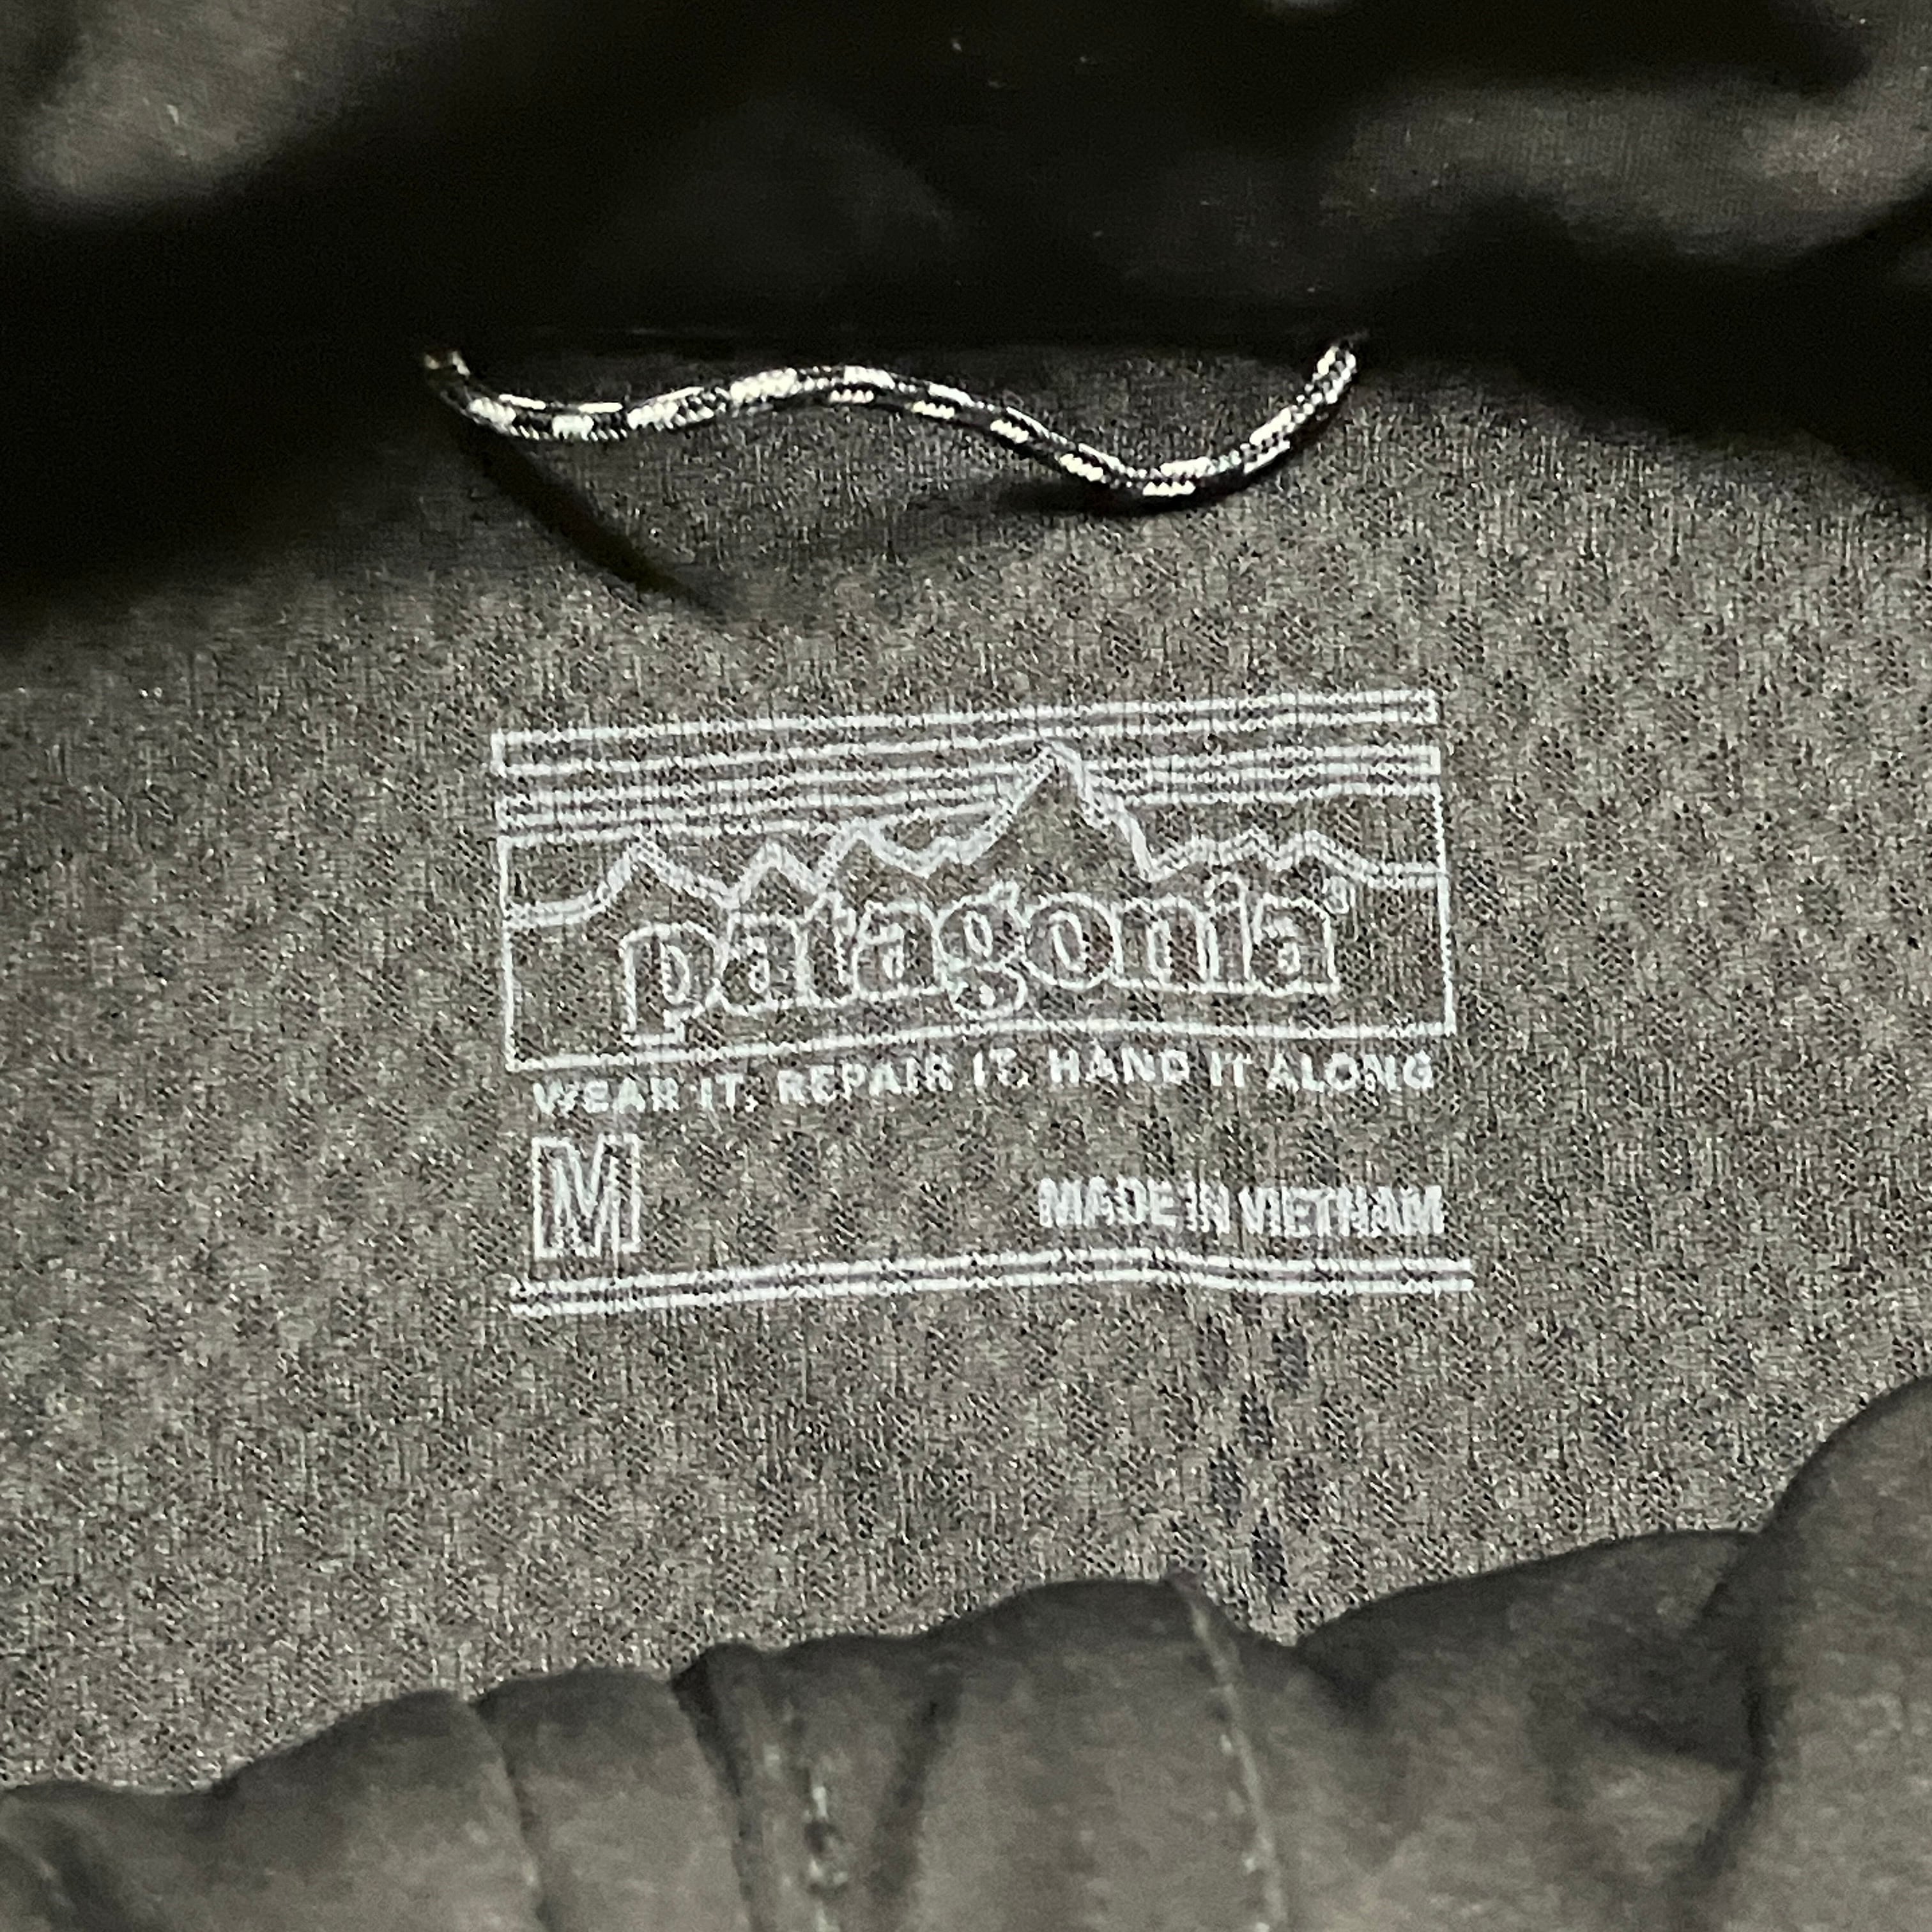 patagonia®
WEAR IT, REPAIR IT, HAND IT ALONG
M
MADE IN VIETNAM